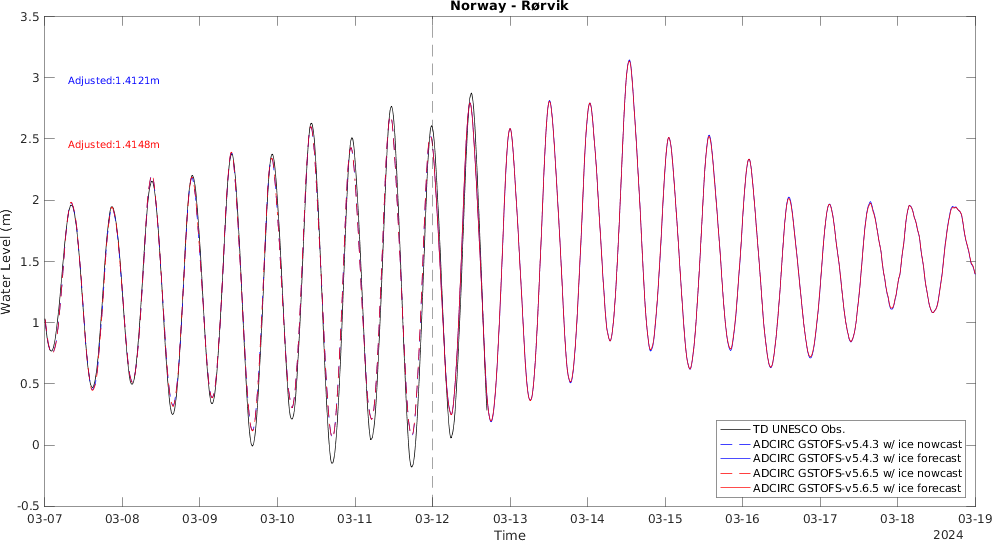 Norway - Rørvik
3.5
3
2.5
2
1.5
1
0.5
0
-0.5
Water Level (m)
Adjusted:1.4121m
Adjusted:1.4148m
TD UNESCO Obs.
ADCIRC GSTOFS-v5.4.3 w/ ice nowcast
ADCIRC GSTOFS-v5.4.3 w/ ice forecast
ADCIRC GSTOFS-v5.6.5 w/ ice nowcast
ADCIRC GSTOFS-v5.6.5 w/ ice forecast
03-07 03-08 03-09 03-10 03-11 03-12 03-13 03-14 03-15 03-16 03-17 03-18 03-19
Time
2024